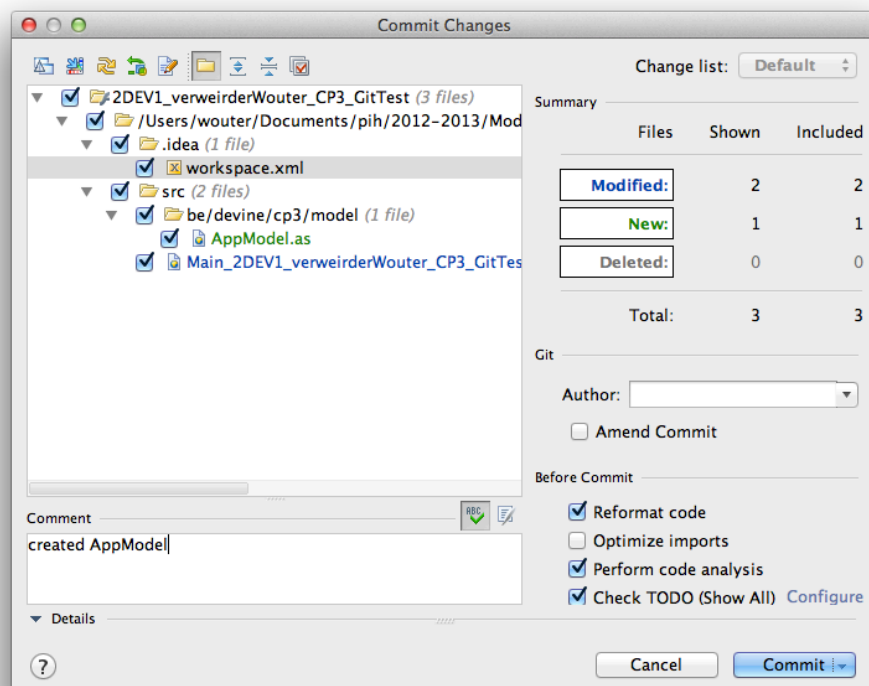 Commit Changes
Change list: Default
2DEV1_verweirderWouter_CP3_GitTest (3 files)
/Users/wouter/Documents/pih/2012-2013/Mod
.idea (1 file)
workspace.xml
src (2 files)
be/devine/cp3/model (1 file)
AppModel.as
Main_2DEV1_verweirderWouter_CP3_GitTes
Summary
Files Shown Included
Modified: 2 2
New: 1 1
Deleted: 0 0
Total: 3 3
Git
Author:
Amend Commit
Before Commit
Reformat code
Optimize imports
Perform code analysis
Check TODO (Show All) Configure
Comment
ABC
created AppModel
Details
?
Cancel
Commit